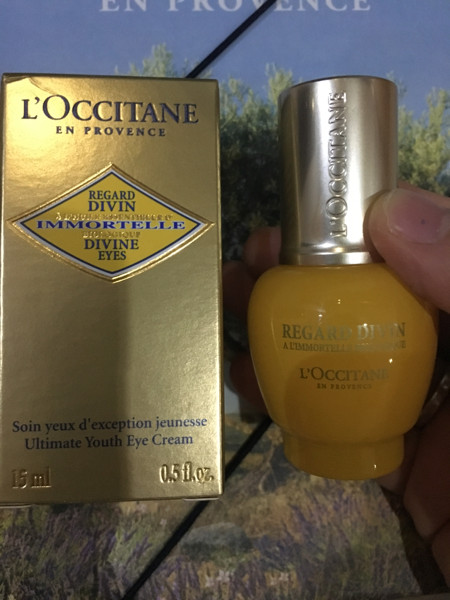 EN PROVENCE
L'OCCITANE
EN PROVENCE
REGARD
DIVIN
IMMORTELLE
DIVINE
EYES
Soin yeux d'exception jeunesse
Ultimate Youth Eye Cream
15 ml 0.5 fl.oz.
L'OCCITANE
REGARD DIVIN
L'OCCITANE
EN PROVENCE